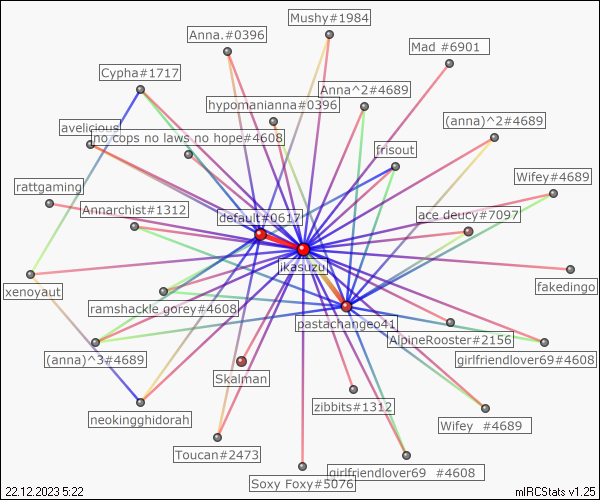 Mushy#1984
Anna.#0396
Mad #6901
Cypha#1717
Anna^2#4689
hypomanianna#0396
(anna)^2#4689
avelicious
no cops no laws no hope#4608
frisout
Wifey#4689
rattgaming
Annarchist#1312
default#0617
ace deucy#7097
jikasuzu
fakedingo
xenoyaut
ramshackle gorey#4608
pastachange041
AlpineRooster#2156
(anna)^3#4689
girlfriendlover69#4608
Skalman
zibbits#1312
neokingghidorah
Wifey #4689
Toucan#2473
Soxy Foxy#5076
girlfriendlover69 #4608
22.12.2023 5:22
mIRCStats v1.25